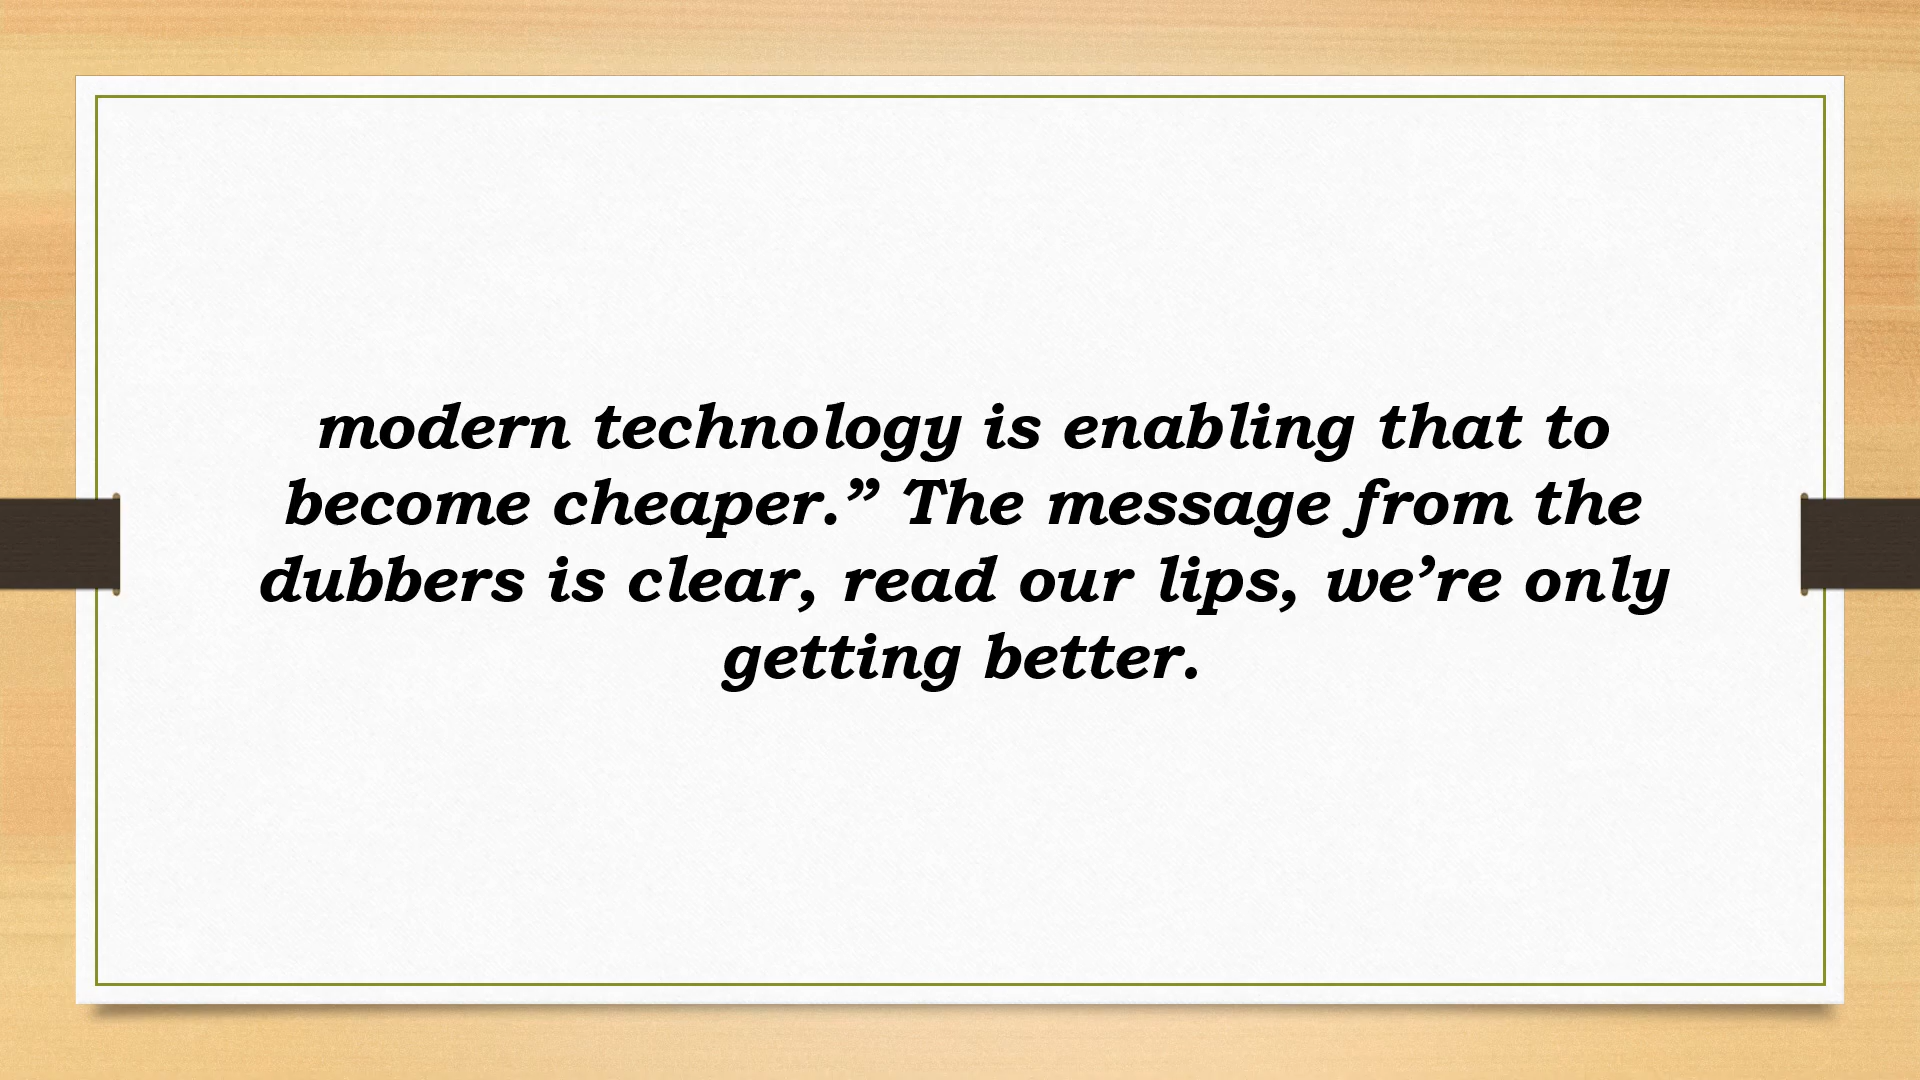 modern technology is enabling that to
become cheaper.” The message from the
dubbers is clear, read our lips, we’re only
getting better.